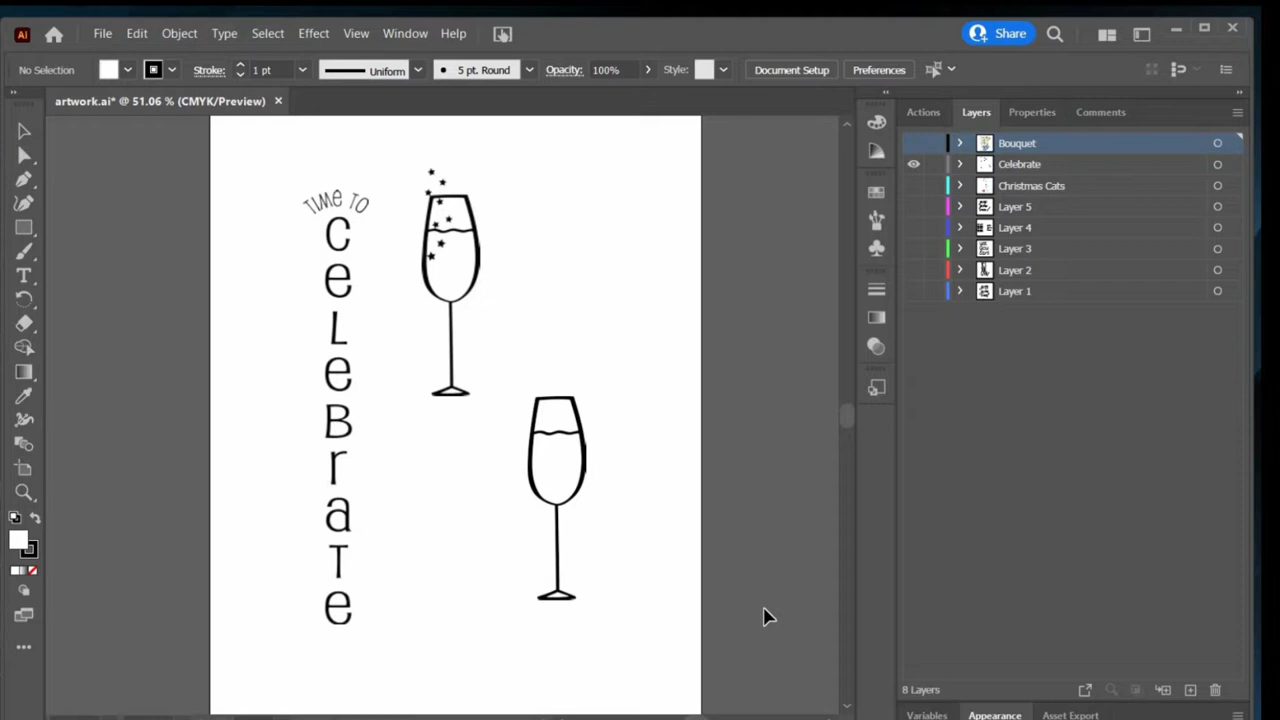 Ai File Edit Object Type Select Effect View Window Help Share
No Selection Stroke: 1 pt Uniform 5 pt. Round Opacity: 100% Style: Document Setup Preferences
artwork.ai* @ 51.06 % (CMYK/Preview) ×
Actions Layers Properties Comments
Bouquet
Celebrate
Christmas Cats
Layer 5
Layer 4
Layer 3
Layer 2
Layer 1
TIMe TO
C
e
L
e
B
r
a
T
e
8 Layers
Variables Appearance Asset Export